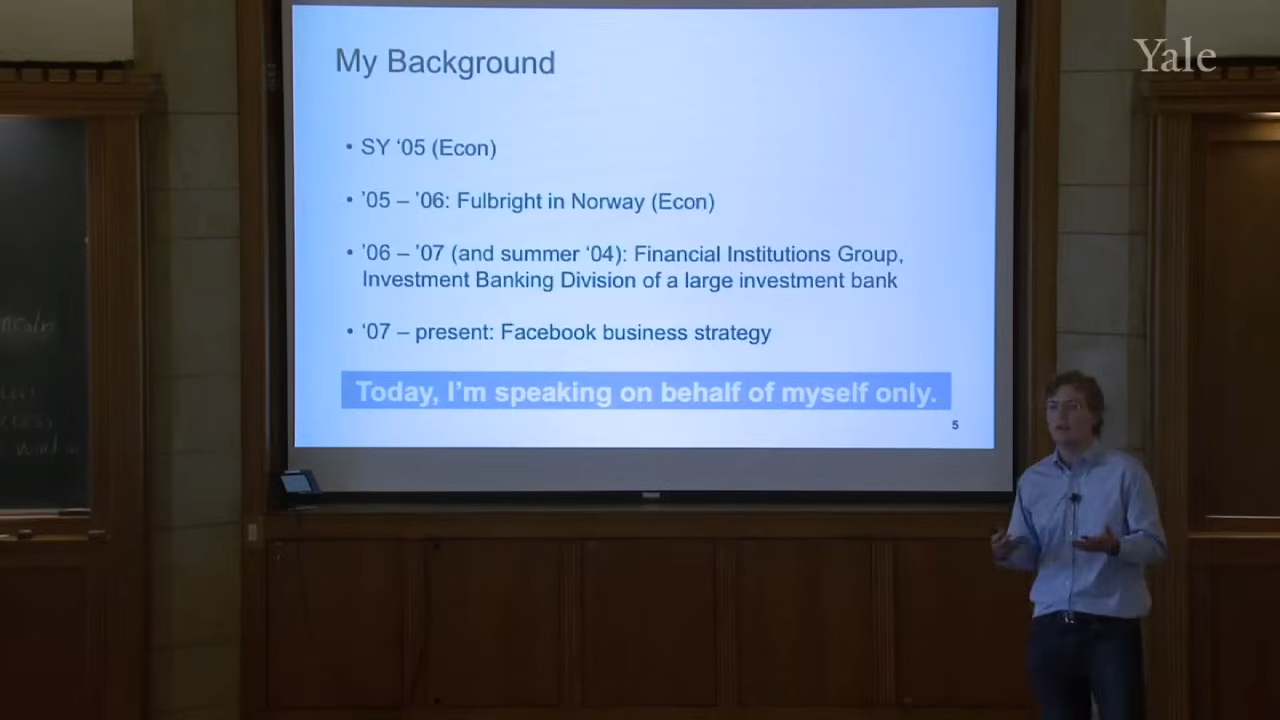 Yale
My Background
• SY ‘05 (Econ)
• ’05 – ’06: Fulbright in Norway (Econ)
• ’06 – ’07 (and summer ‘04): Financial Institutions Group,
Investment Banking Division of a large investment bank
• ‘07 – present: Facebook business strategy
Today, I’m speaking on behalf of myself only.
5